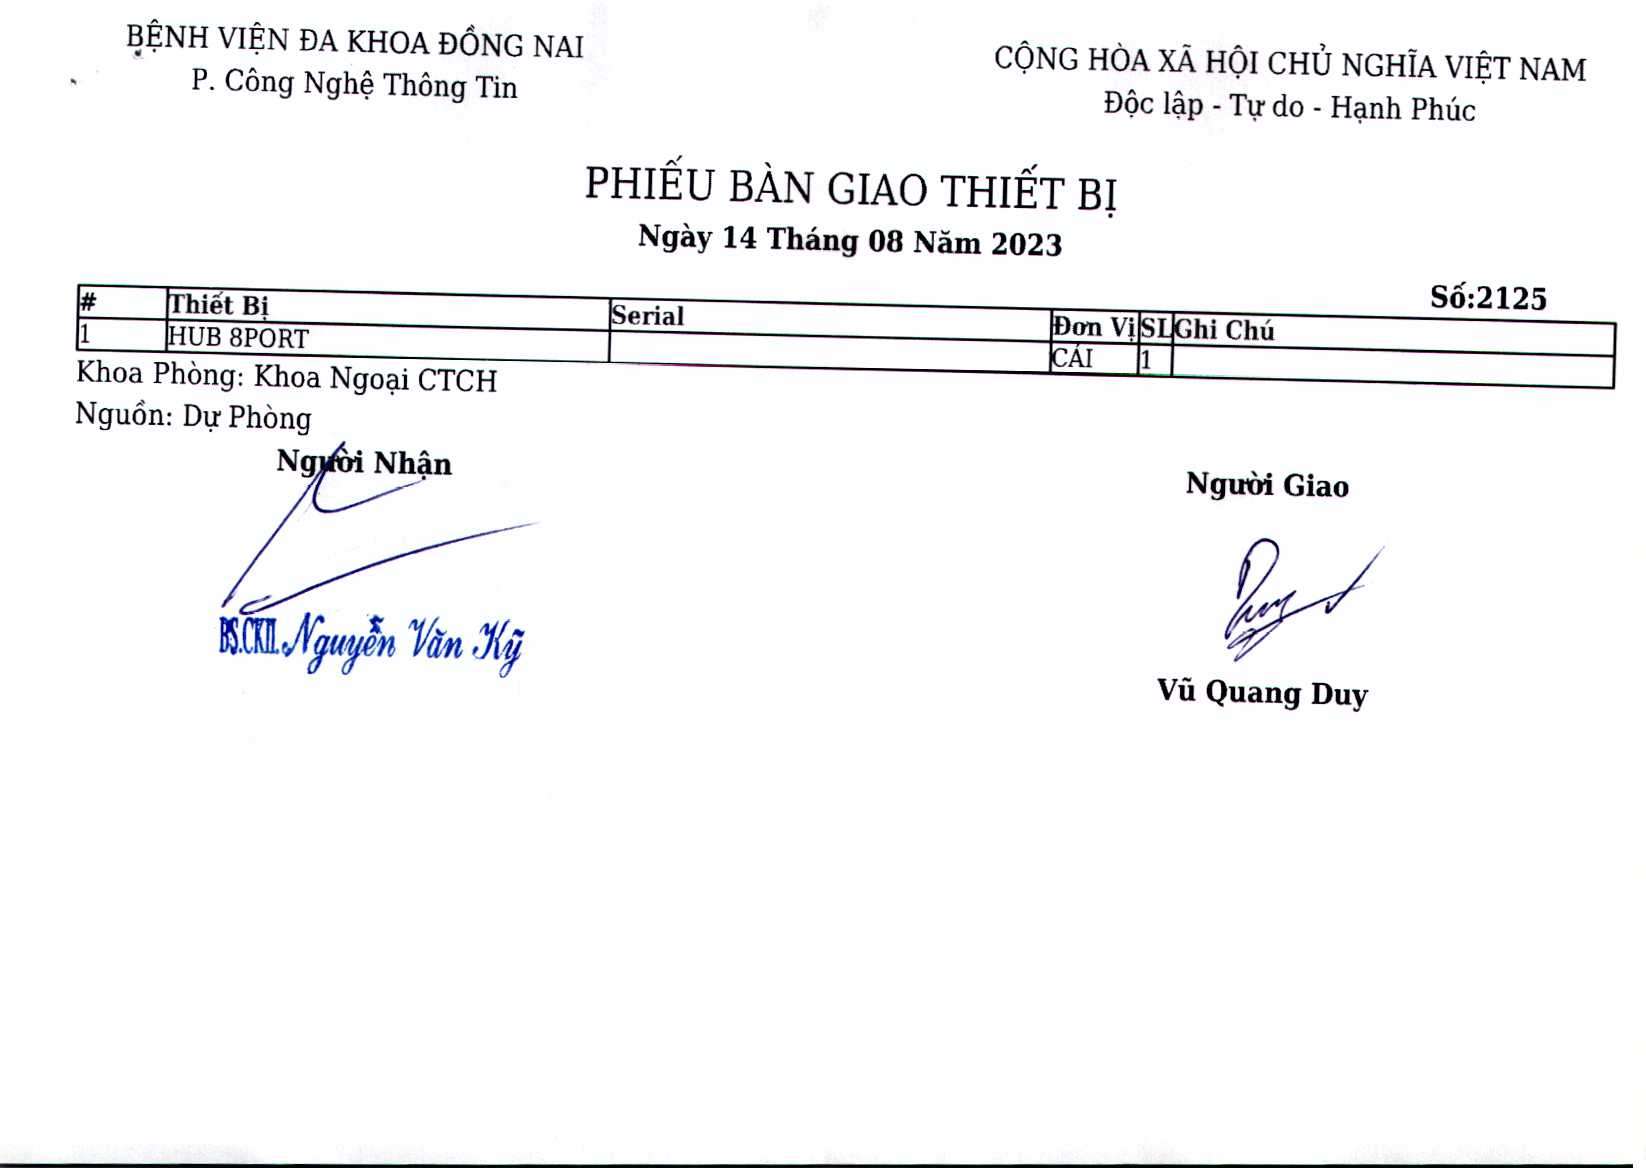 BỆNH VIỆN ĐA KHOA ĐỒNG NAI
P. Công Nghệ Thông Tin
CỘNG HÒA XÃ HỘI CHỦ NGHĨA VIỆT NAM
Độc lập - Tự do - Hạnh Phúc
PHIẾU BÀN GIAO THIẾT BỊ
Ngày 14 Tháng 08 Năm 2023
Số:2125
# Thiết Bị Serial Đơn Vị SL Ghi Chú
1 HUB 8PORT CÁI 1
Khoa Phòng: Khoa Ngoại CTCH
Nguồn: Dự Phòng
Người Nhận
Người Giao
BS.CKII. Nguyễn Văn Kỹ
Vũ Quang Duy